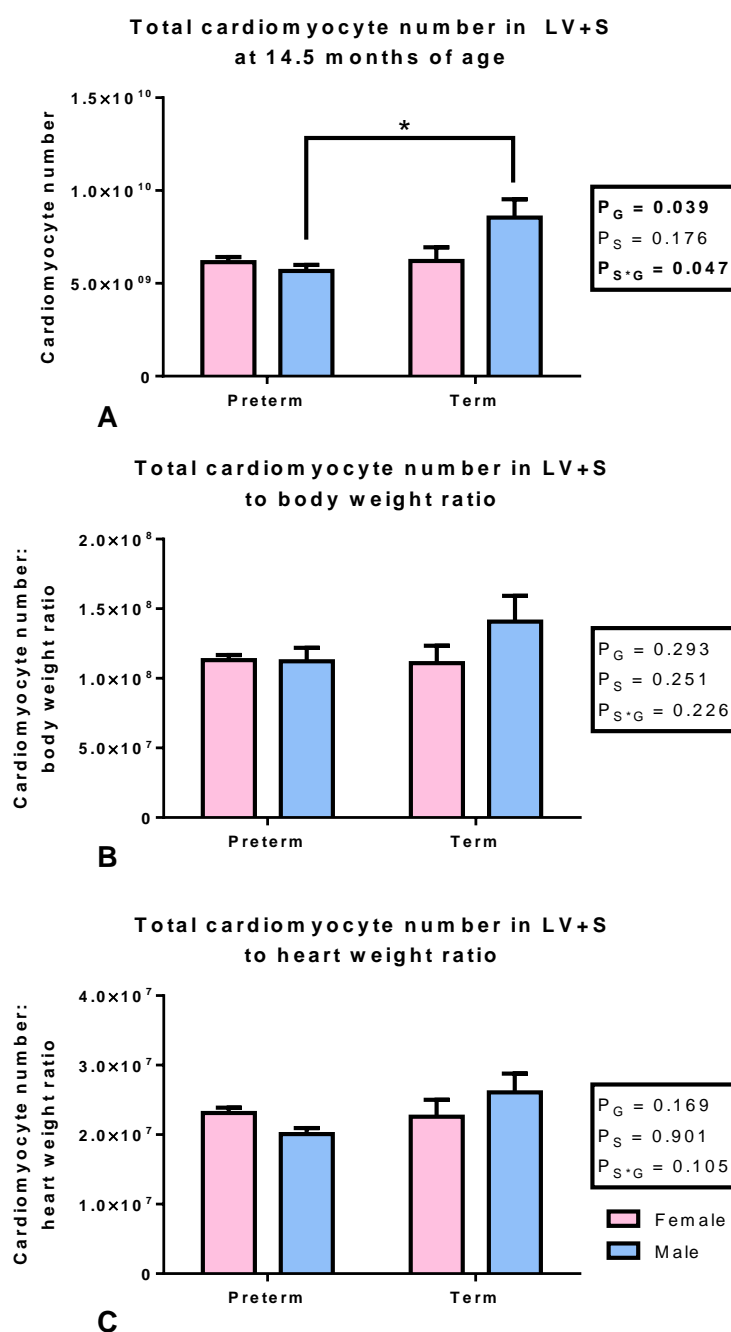 Total cardiomyocyte number in LV+S
at 14.5 months of age
Cardiomyocyte number
1.5×10¹⁰
1.0×10¹⁰
5.0×10⁰⁹
0
*
Preterm
Term
P_G = 0.039
P_S = 0.176
P_S*G = 0.047
A
Total cardiomyocyte number in LV+S
to body weight ratio
Cardiomyocyte number:
body weight ratio
2.0×10⁸
1.5×10⁸
1.0×10⁸
5.0×10⁷
0
Preterm
Term
P_G = 0.293
P_S = 0.251
P_S*G = 0.226
B
Total cardiomyocyte number in LV+S
to heart weight ratio
Cardiomyocyte number:
heart weight ratio
4.0×10⁷
3.0×10⁷
2.0×10⁷
1.0×10⁷
0
Preterm
Term
P_G = 0.169
P_S = 0.901
P_S*G = 0.105
Female
Male
C